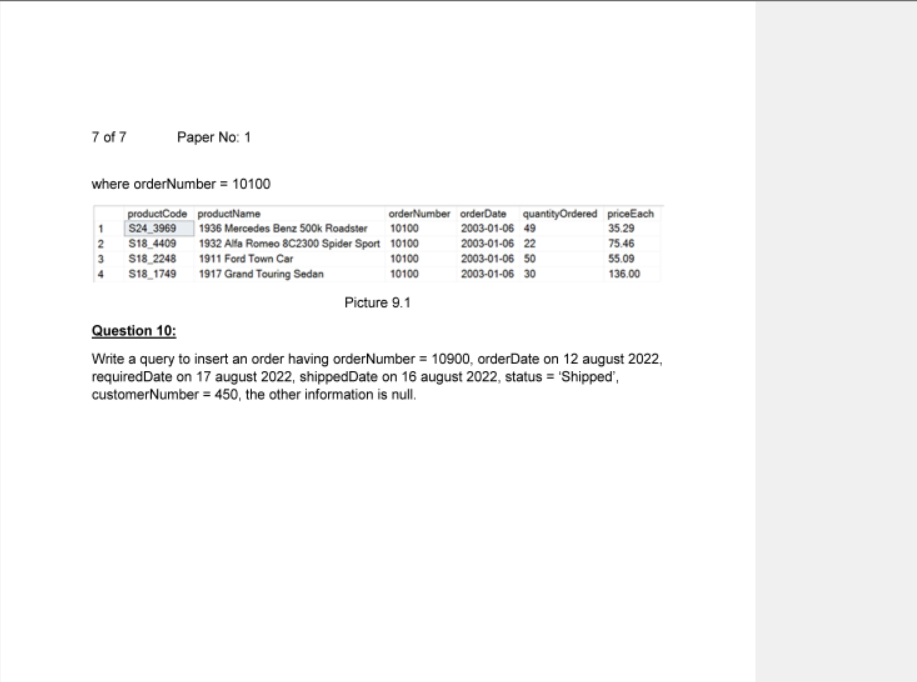 7 of 7 Paper No: 1
where orderNumber = 10100
productCode productName orderNumber orderDate quantityOrdered priceEach
1 S24_3969 1936 Mercedes Benz 500k Roadster 10100 2003-01-06 49 35.29
2 S18_4409 1932 Alfa Romeo 8C2300 Spider Sport 10100 2003-01-06 22 75.46
3 S18_2248 1911 Ford Town Car 10100 2003-01-06 50 55.09
4 S18_1749 1917 Grand Touring Sedan 10100 2003-01-06 30 136.00
Picture 9.1
Question 10:
Write a query to insert an order having orderNumber = 10900, orderDate on 12 august 2022,
requiredDate on 17 august 2022, shippedDate on 16 august 2022, status = 'Shipped',
customerNumber = 450, the other information is null.